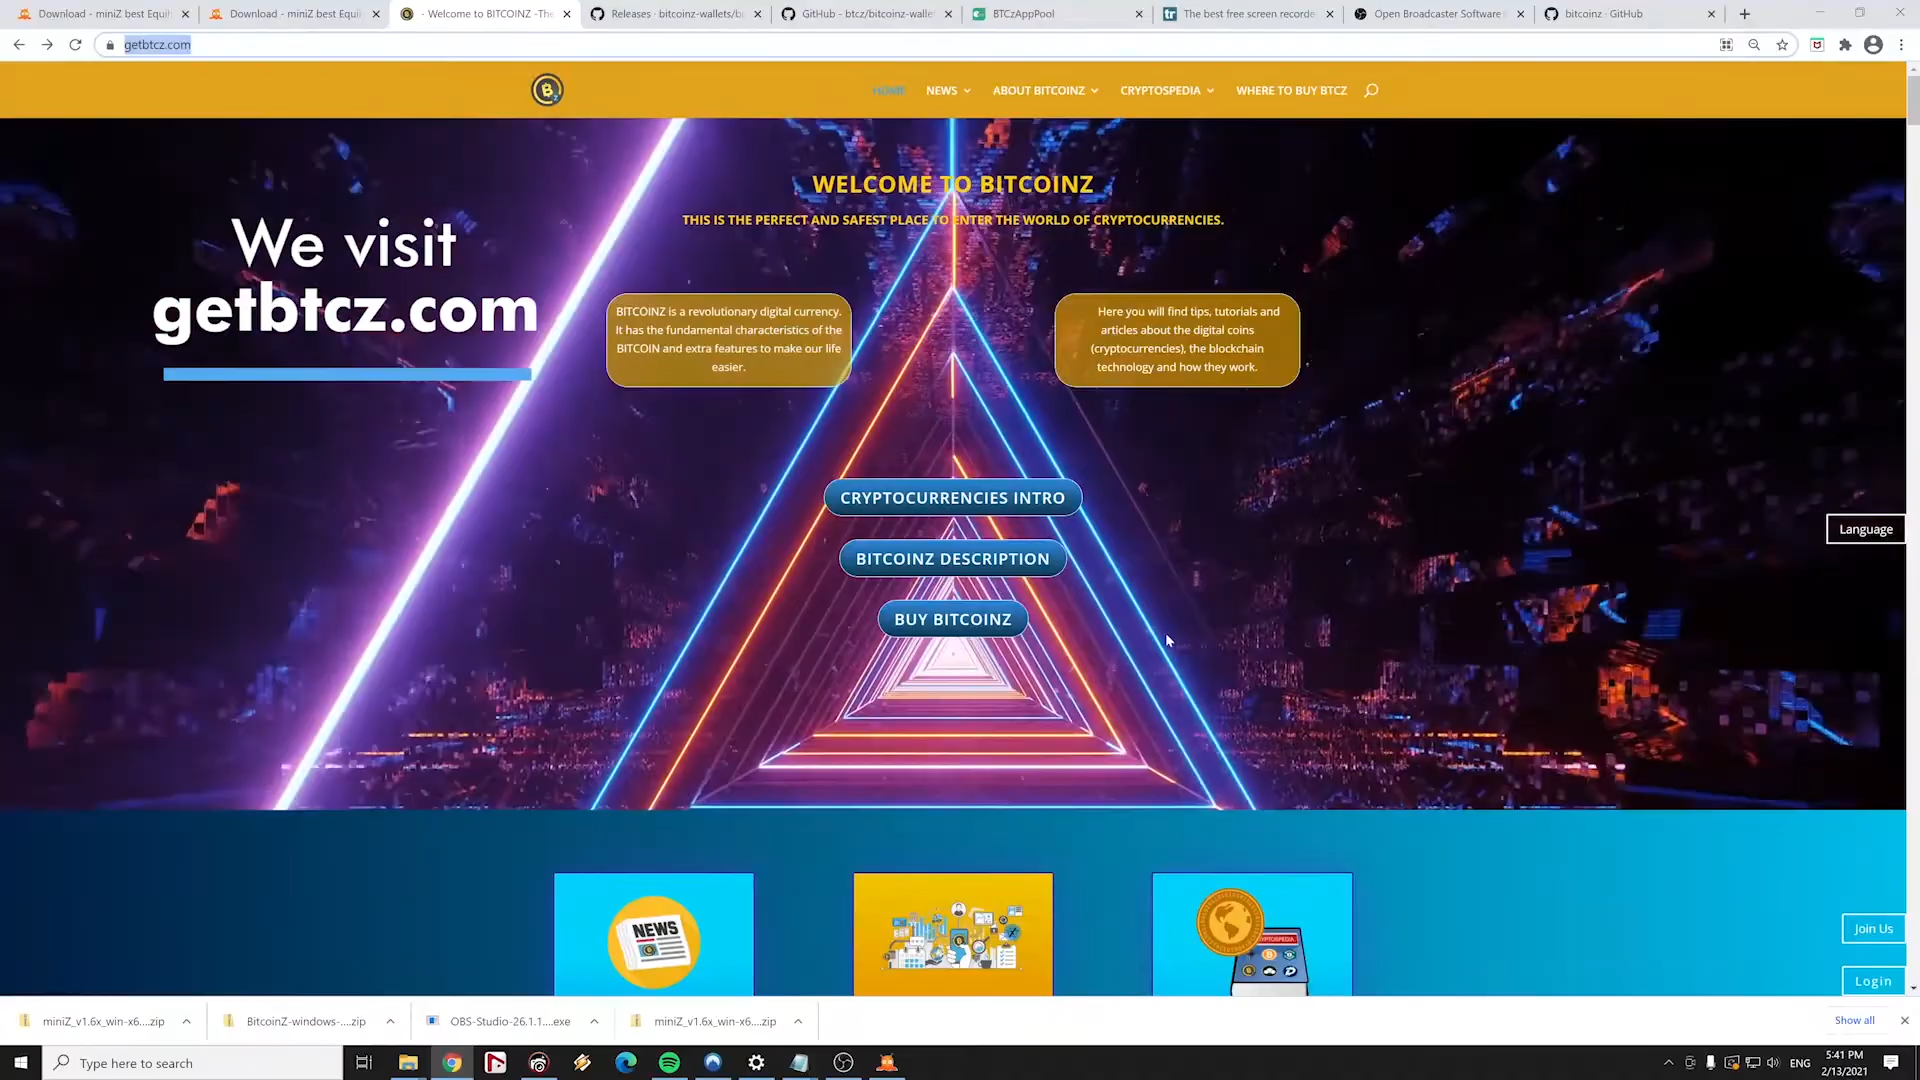 Download - miniZ best Equih
Download - miniZ best Equi
- Welcome to BITCOINZ -The
Releases · bitcoinz-wallets/bi
GitHub - btcz/bitcoinz-wallet
BTCzAppPool
The best free screen recorde
Open Broadcaster Software
bitcoinz · GitHub
getbtcz.com
HOME
NEWS
ABOUT BITCOINZ
CRYPTOSPEDIA
WHERE TO BUY BTCZ
WELCOME TO BITCOINZ
THIS IS THE PERFECT AND SAFEST PLACE TO ENTER THE WORLD OF CRYPTOCURRENCIES.
We visit
getbtcz.com
BITCOINZ is a revolutionary digital currency.
It has the fundamental characteristics of the
BITCOIN and extra features to make our life
easier.
Here you will find tips, tutorials and
articles about the digital coins
(cryptocurrencies), the blockchain
technology and how they work.
CRYPTOCURRENCIES INTRO
BITCOINZ DESCRIPTION
BUY BITCOINZ
Language
NEWS
CRYPTOSPEDIA
Join Us
Login
miniZ_v1.6x_win-x6....zip
BitcoinZ-windows-....zip
OBS-Studio-26.1.1....exe
miniZ_v1.6x_win-x6....zip
Show all
Type here to search
ENG
5:41 PM
2/13/2021